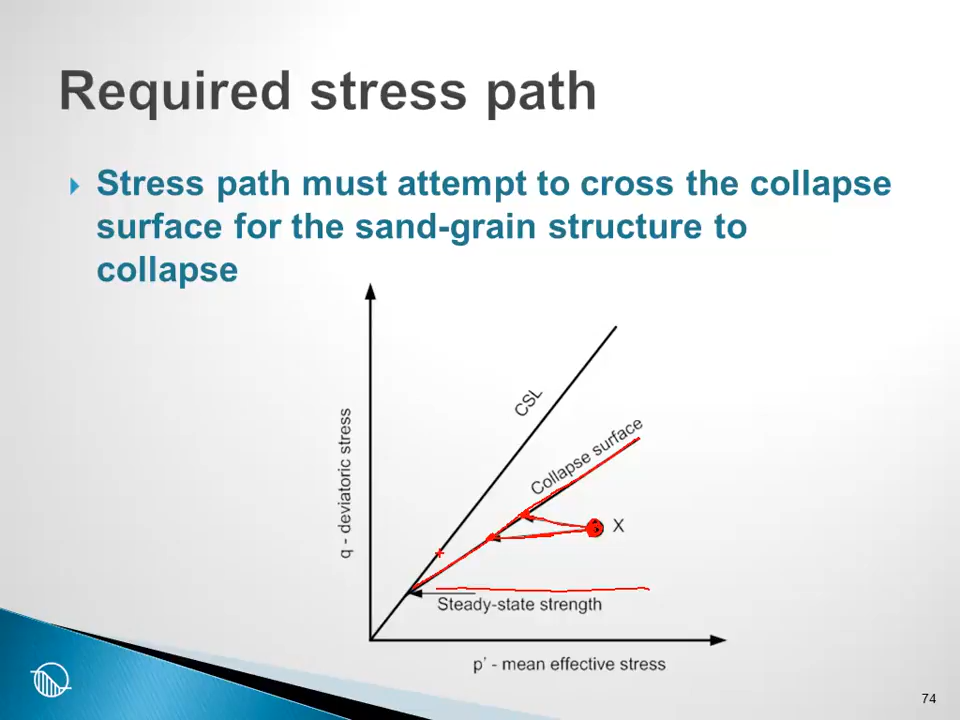 Required stress path
Stress path must attempt to cross the collapse
surface for the sand-grain structure to
collapse
q - deviatoric stress
CSL
Collapse surface
X
Steady-state strength
p' - mean effective stress
74